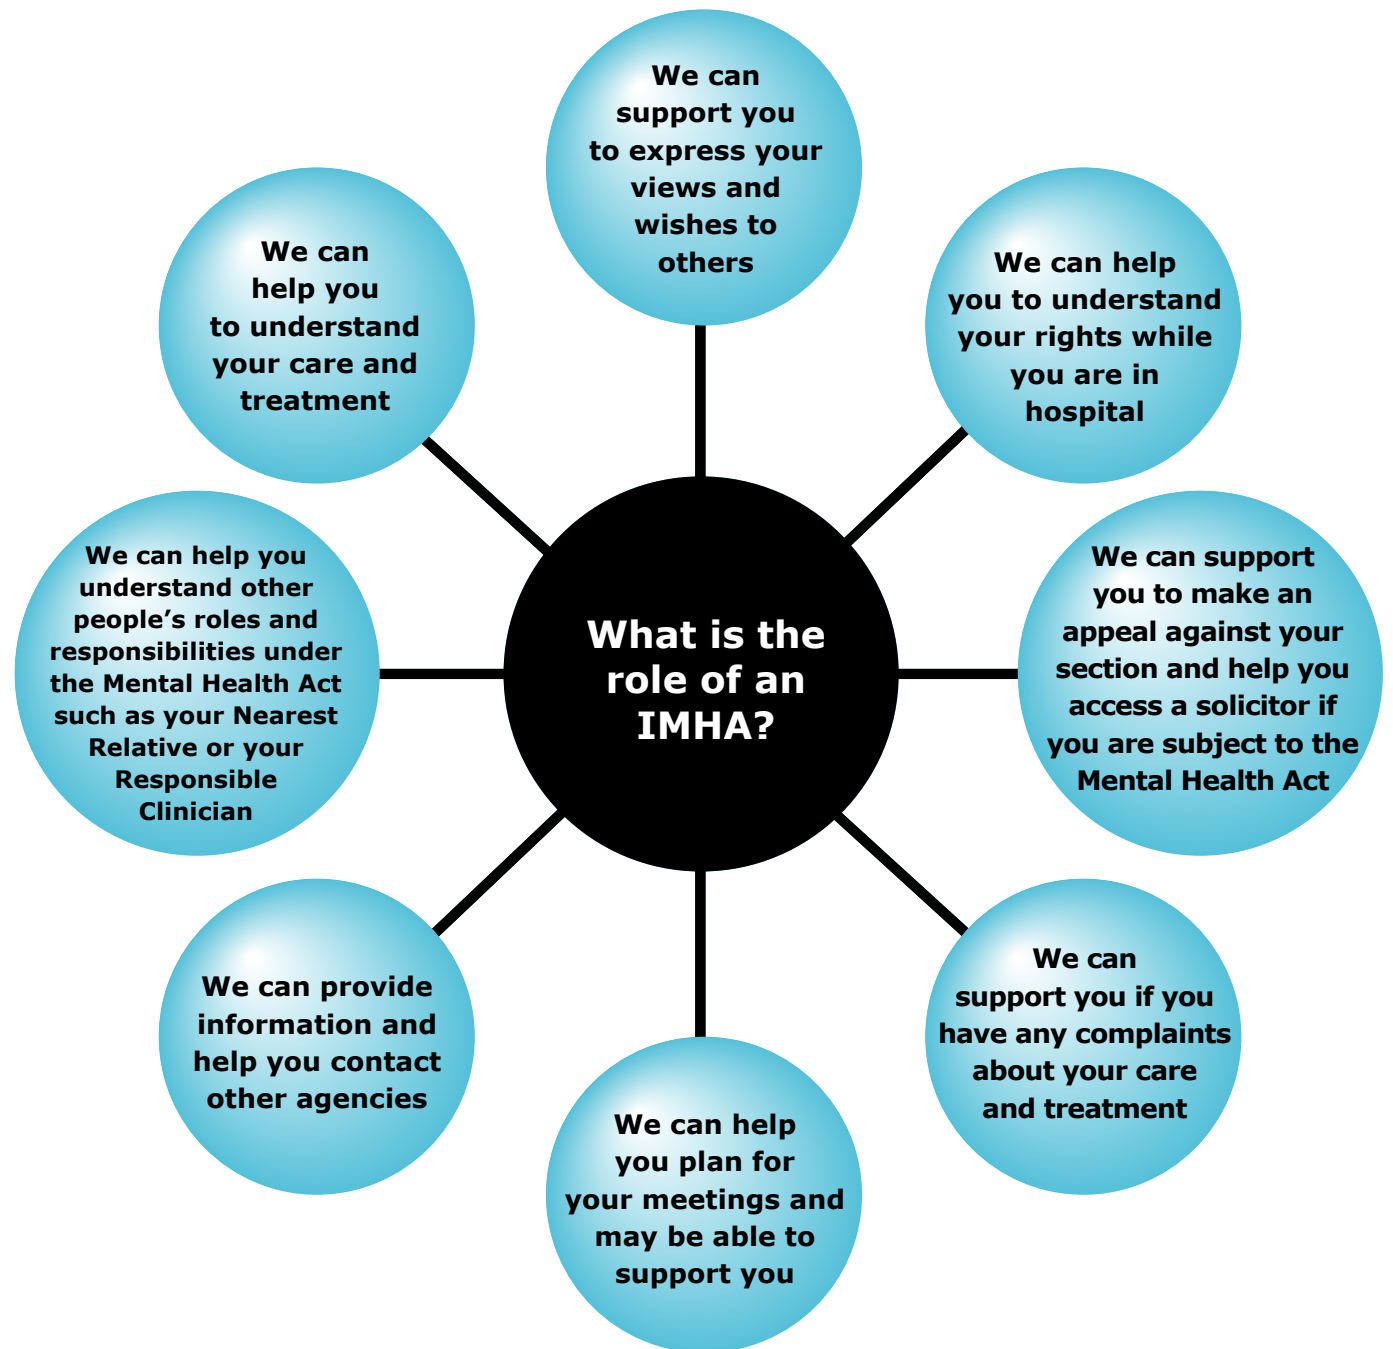 We can
support you
to express your
views and
wishes to
others
We can help
you to understand
your rights while
you are in
hospital
We can support
you to make an
appeal against your
section and help you
access a solicitor if
you are subject to the
Mental Health Act
We can
support you if you
have any complaints
about your care
and treatment
We can help
you plan for
your meetings and
may be able to
support you
We can provide
information and
help you contact
other agencies
We can help you
understand other
people’s roles and
responsibilities under
the Mental Health Act
such as your Nearest
Relative or your
Responsible
Clinician
We can
help you
to understand
your care and
treatment
What is the
role of an
IMHA?